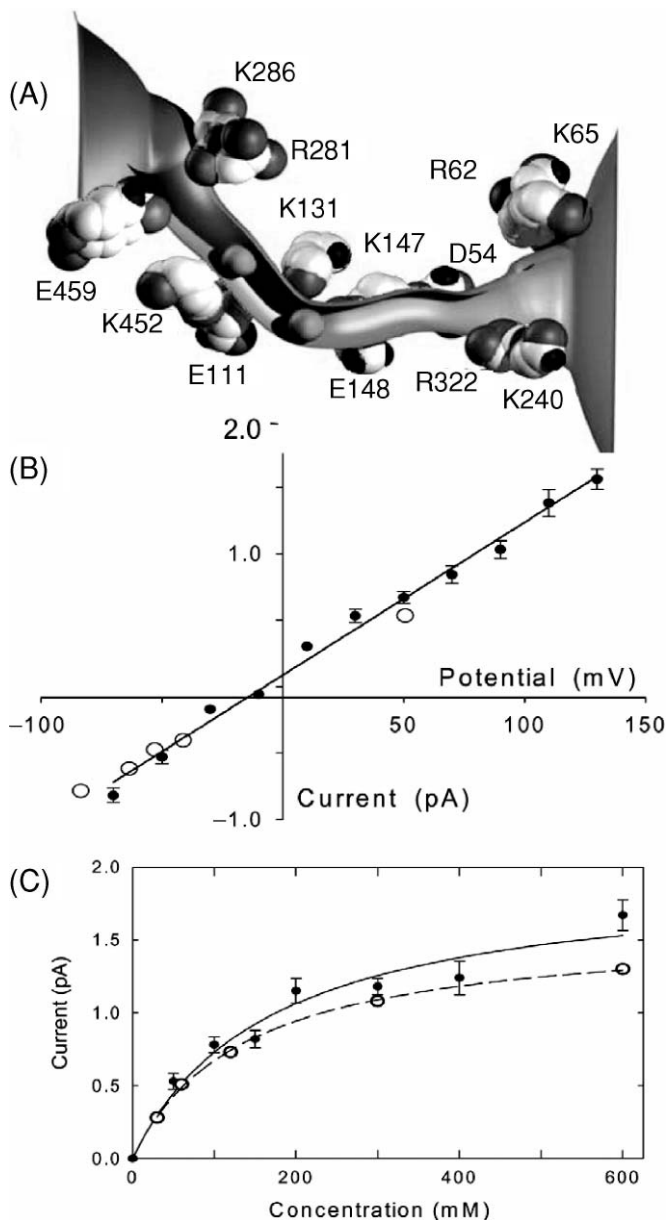 (A)
K286
R281
K131
K147
D54
R62
K65
E459
K452
E111
E148
R322
K240
(B)
2.0
1.0
Potential (mV)
−100
50
100
150
−1.0
Current (pA)
(C)
2.0
1.5
1.0
0.5
0.0
Current (pA)
0
200
400
600
Concentration (mM)